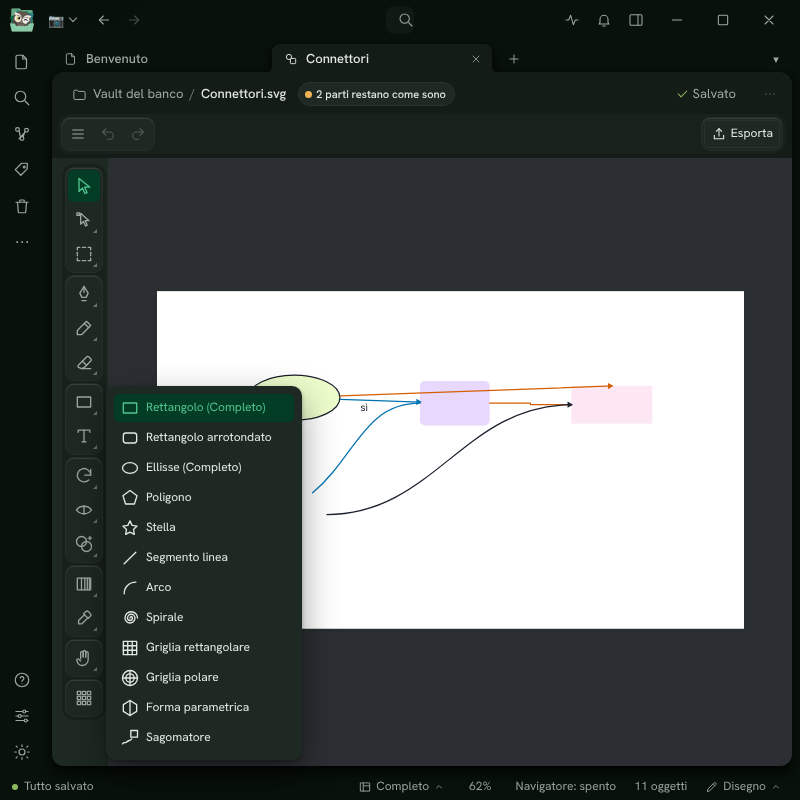 Benvenuto
Connettori
Vault del banco / Connettori.svg
2 parti restano come sono
Salvato
Esporta
sì
Rettangolo (Completo)
Rettangolo arrotondato
Ellisse (Completo)
Poligono
Stella
Segmento linea
Arco
Spirale
Griglia rettangolare
Griglia polare
Forma parametrica
Sagomatore
Tutto salvato
Completo
62%
Navigatore: spento
11 oggetti
Disegno